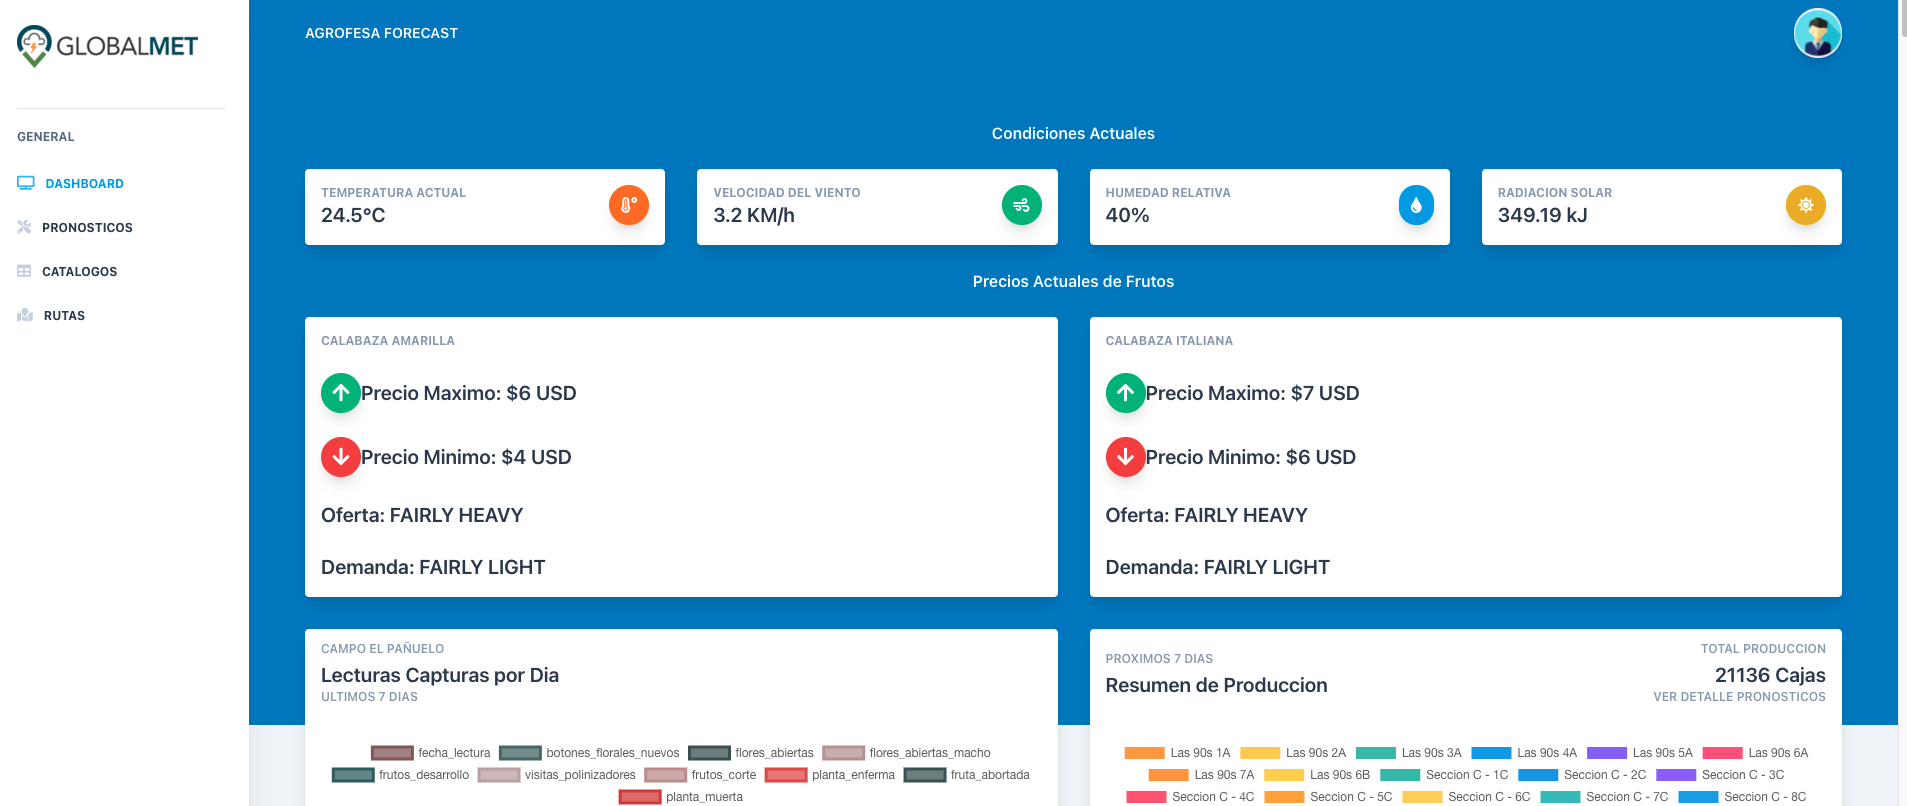 GLOBALMET
GENERAL
DASHBOARD
PRONOSTICOS
CATALOGOS
RUTAS
AGROFESA FORECAST
Condiciones Actuales
TEMPERATURA ACTUAL
24.5°C
VELOCIDAD DEL VIENTO
3.2 KM/h
HUMEDAD RELATIVA
40%
RADIACION SOLAR
349.19 kJ
Precios Actuales de Frutos
CALABAZA AMARILLA
Precio Maximo: $6 USD
Precio Minimo: $4 USD
Oferta: FAIRLY HEAVY
Demanda: FAIRLY LIGHT
CALABAZA ITALIANA
Precio Maximo: $7 USD
Precio Minimo: $6 USD
Oferta: FAIRLY HEAVY
Demanda: FAIRLY LIGHT
CAMPO EL PAÑUELO
Lecturas Capturas por Dia
ULTIMOS 7 DIAS
fecha_lectura botones_florales_nuevos flores_abiertas flores_abiertas_macho
frutos_desarrollo visitas_polinizadores frutos_corte planta_enferma fruta_abortada
planta_muerta
PROXIMOS 7 DIAS
Resumen de Produccion
TOTAL PRODUCCION
21136 Cajas
VER DETALLE PRONOSTICOS
Las 90s 1A Las 90s 2A Las 90s 3A Las 90s 4A Las 90s 5A Las 90s 6A
Las 90s 7A Las 90s 6B Seccion C - 1C Seccion C - 2C Seccion C - 3C
Seccion C - 4C Seccion C - 5C Seccion C - 6C Seccion C - 7C Seccion C - 8C